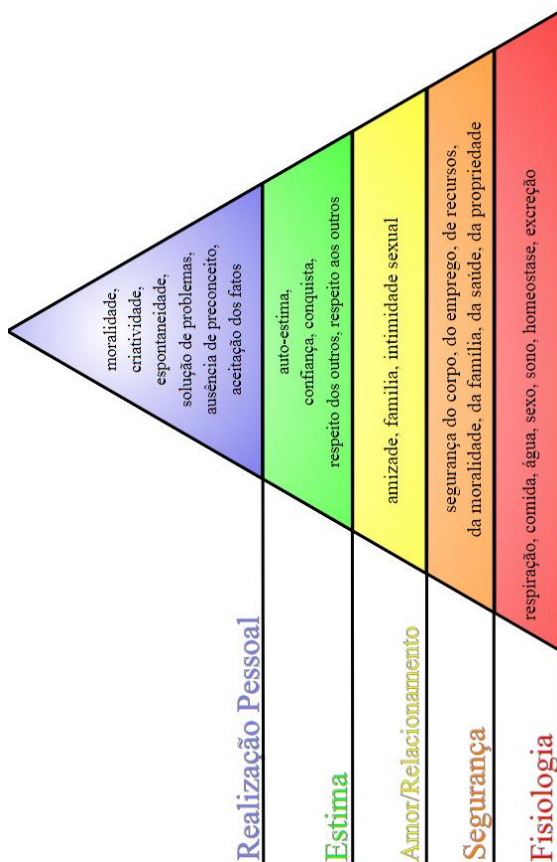 Realização Pessoal
moralidade,
criatividade,
espontaneidade,
solução de problemas,
ausência de preconceito,
aceitação dos fatos
Estima
auto-estima,
confiança, conquista,
respeito dos outros, respeito aos outros
Amor/Relacionamento
amizade, família, intimidade sexual
Segurança
segurança do corpo, do emprego, de recursos,
da moralidade, da família, da saúde, da propriedade
Fisiologia
respiração, comida, água, sexo, sono, homeostase, excreção